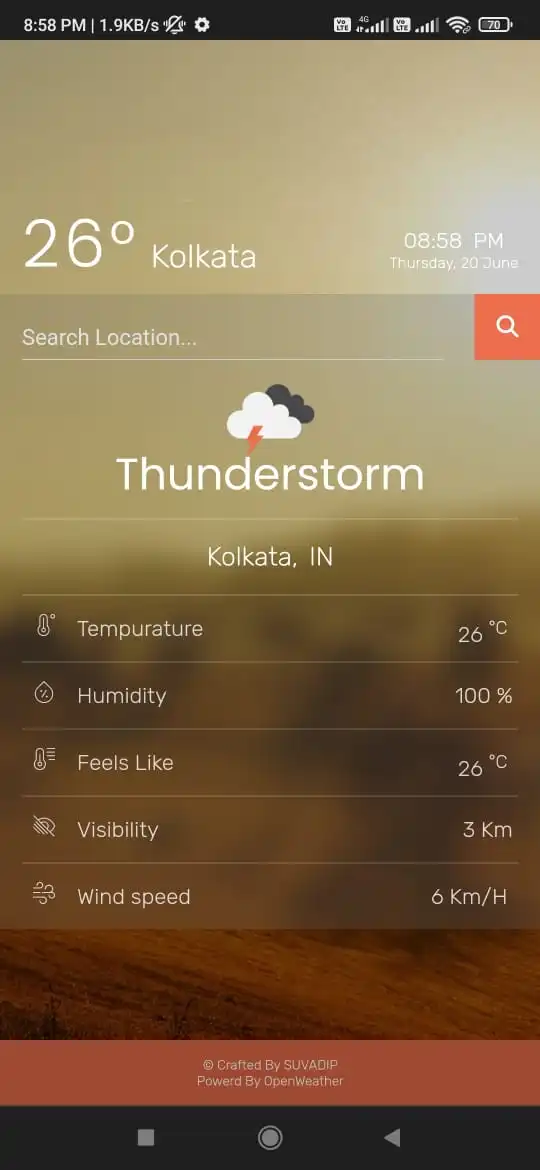 8:58 PM | 1.9KB/s
Vo LTE 4G Vo LTE 70
26° Kolkata
08:58 PM
Thursday, 20 June
Search Location...
Thunderstorm
Kolkata, IN
Tempurature 26 °C
Humidity 100 %
Feels Like 26 °C
Visibility 3 Km
Wind speed 6 Km/H
© Crafted By SUVADIP
Powerd By OpenWeather